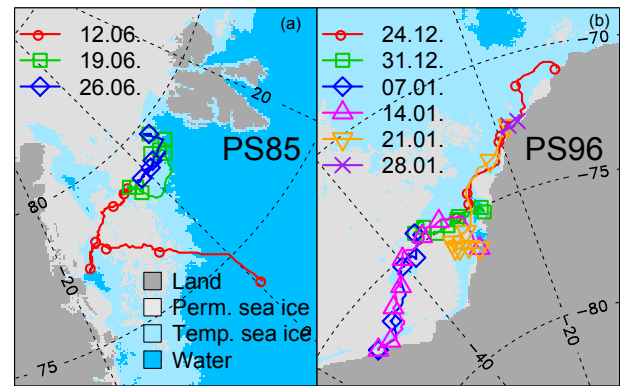 (a)
12.06.
19.06.
26.06.
20
PS85
80
-20
75
Land
Perm. sea ice
Temp. sea ice
Water
(b)
24.12.
31.12.
07.01.
14.01.
21.01.
28.01.
-70
PS96
-75
-80
-20
-40